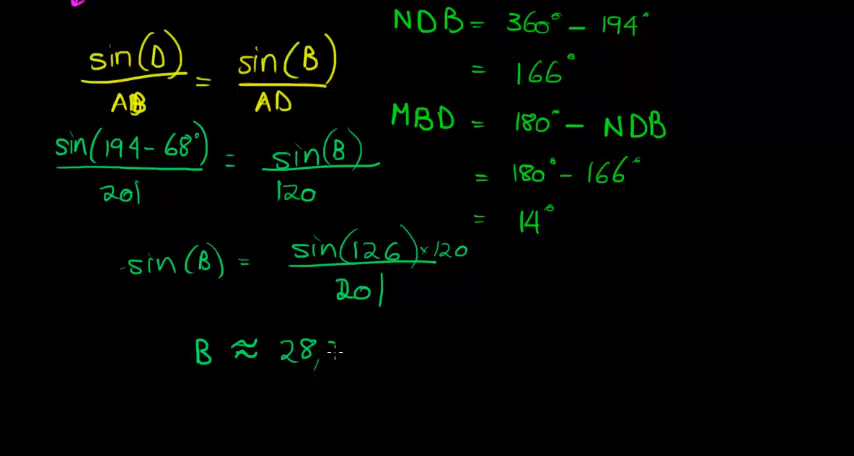 sin(D)/AB = sin(B)/AD
sin(194 - 68°)/201 = sin(B)/120
sin(B) = sin(126) × 120/201
B ≈ 28,
NDB = 360° - 194°
= 166°
MBD = 180° - NDB
= 180° - 166°
= 14°